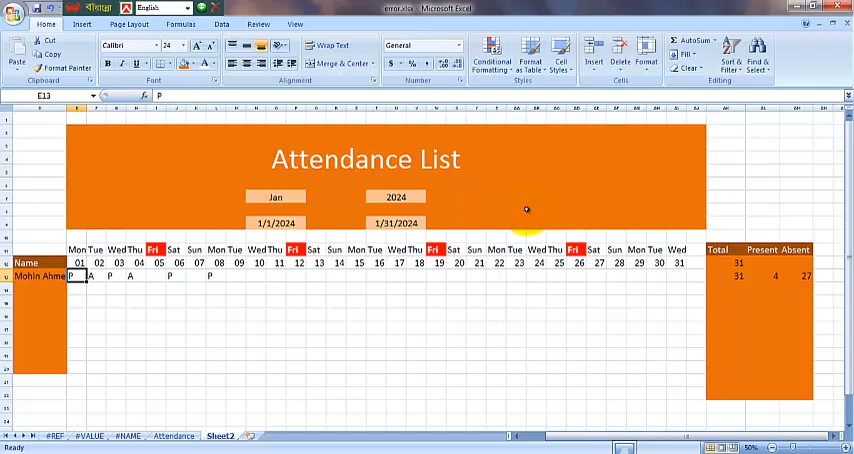 বাংলা English
error.xlsx - Microsoft Excel
Home Insert Page Layout Formulas Data Review View
Cut
Copy
Format Painter
Paste
Clipboard
Calibri 24
B I U
Font
Wrap Text
Merge & Center
Alignment
General
$ % ,
Number
Conditional Formatting
Format as Table
Cell Styles
Styles
Insert Delete Format
Cells
AutoSum
Fill
Clear
Sort & Filter
Find & Select
Editing
E13 fx P
Attendance List
Jan 2024
1/1/2024 1/31/2024
Mon Tue Wed Thu Fri Sat Sun Mon Tue Wed Thu Fri Sat Sun Mon Tue Wed Thu Fri Sat Sun Mon Tue Wed Thu Fri Sat Sun Mon Tue Wed Total Present Absent
Name 01 02 03 04 05 06 07 08 09 10 11 12 13 14 15 16 17 18 19 20 21 22 23 24 25 26 27 28 29 30 31 31
Mohin Ahme P A P A P P 31 4 27
#REF #VALUE #NAME Attendance Sheet2
Ready 50%